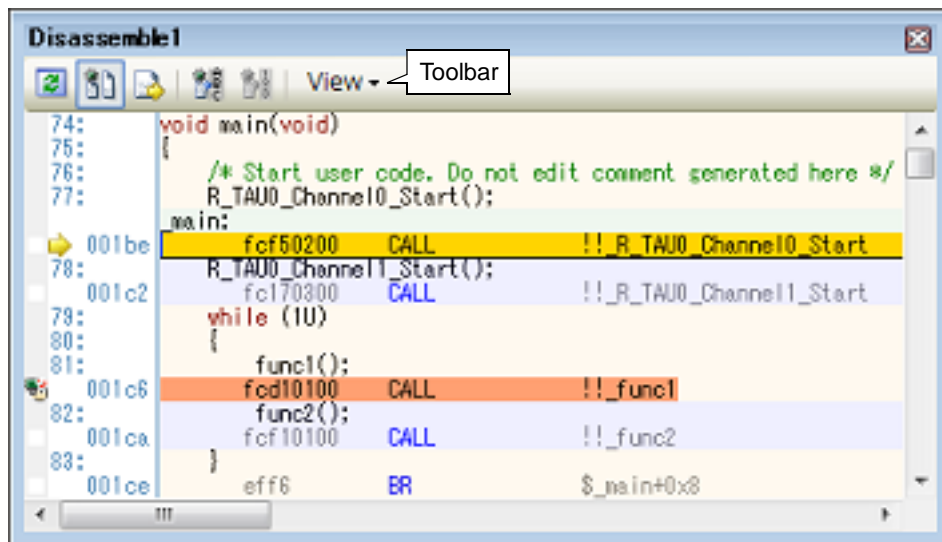 Disassemble1
View
Toolbar
74: void main(void)
75: {
76: /* Start user code. Do not edit comment generated here */
77: R_TAU0_Channel0_Start();
_main:
001be fcf50200 CALL !!_R_TAU0_Channel0_Start
78: R_TAU0_Channel1_Start();
001c2 fc170300 CALL !!_R_TAU0_Channel1_Start
79: while (1U)
80: {
81: func1();
001c6 fcd10100 CALL !!_func1
82: func2();
001ca fcf10100 CALL !!_func2
83: }
001ce eff6 BR $_main+0x8